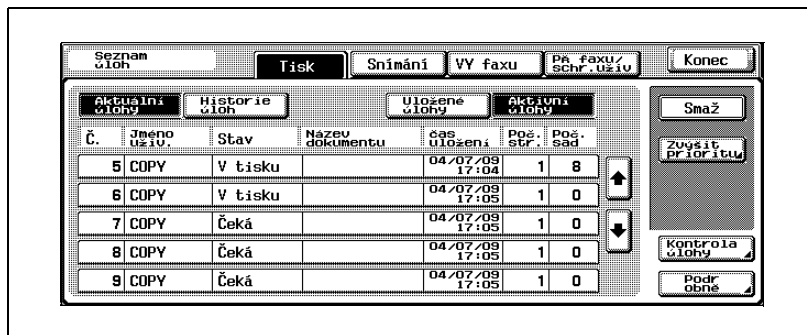 Seznam
úloh
Tisk
Snímání
VY faxu
PŘ faxu/
schr.uživ
Konec
Aktuální
úlohy
Historie
úloh
Uložené
úlohy
Aktivní
úlohy
Smaž
Zvýšit
prioritu
Č.
Jméno
uživ.
Stav
Název
dokumentu
čas
uložení
Poč.
str.
Poč.
sad
5 COPY V tisku 04/07/09 17:04 1 8
6 COPY V tisku 04/07/09 17:05 1 0
7 COPY Čeká 04/07/09 17:05 1 0
8 COPY Čeká 04/07/09 17:05 1 0
9 COPY Čeká 04/07/09 17:05 1 0
Kontrola
úlohy
Podr
obné